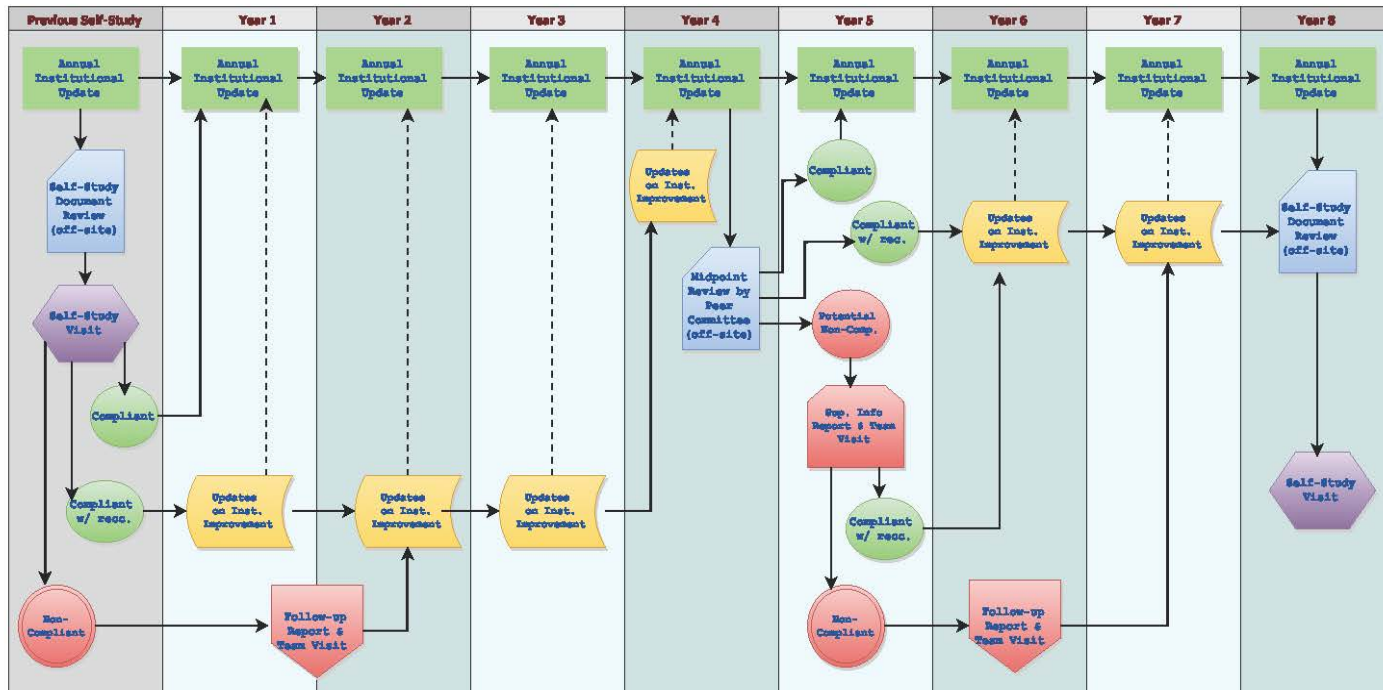 Previous Self-Study
Year 1
Year 2
Year 3
Year 4
Year 5
Year 6
Year 7
Year 8
Annual
Institutional
Update
Annual
Institutional
Update
Annual
Institutional
Update
Annual
Institutional
Update
Annual
Institutional
Update
Annual
Institutional
Update
Annual
Institutional
Update
Annual
Institutional
Update
Annual
Institutional
Update
Self-Study
Document
Review
(off-site)
Self-Study
Visit
Compliant
Compliant
w/ recc.
Non-
Compliant
Updates
on Inst.
Improvement
Updates
on Inst.
Improvement
Updates
on Inst.
Improvement
Follow-up
Report &
Team Visit
Updates
on Inst.
Improvement
Midpoint
Review by
Peer
Committee
(off-site)
Compliant
Compliant
w/ rec.
Potential
Non-Comp.
Sup. Info
Report & Team
Visit
Compliant
w/ recc.
Non-
Compliant
Updates
on Inst.
Improvement
Follow-up
Report &
Team Visit
Updates
on Inst.
Improvement
Self-Study
Document
Review
(off-site)
Self-Study
Visit